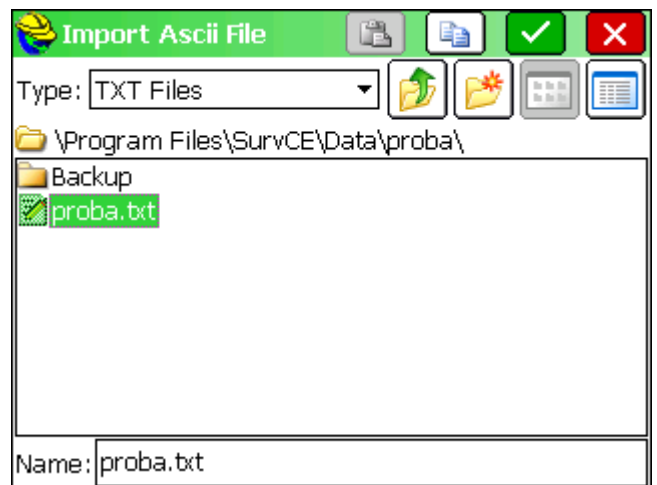 Import Ascii File
Type: TXT Files
\Program Files\SurvCE\Data\proba\
Backup
proba.txt
Name: proba.txt